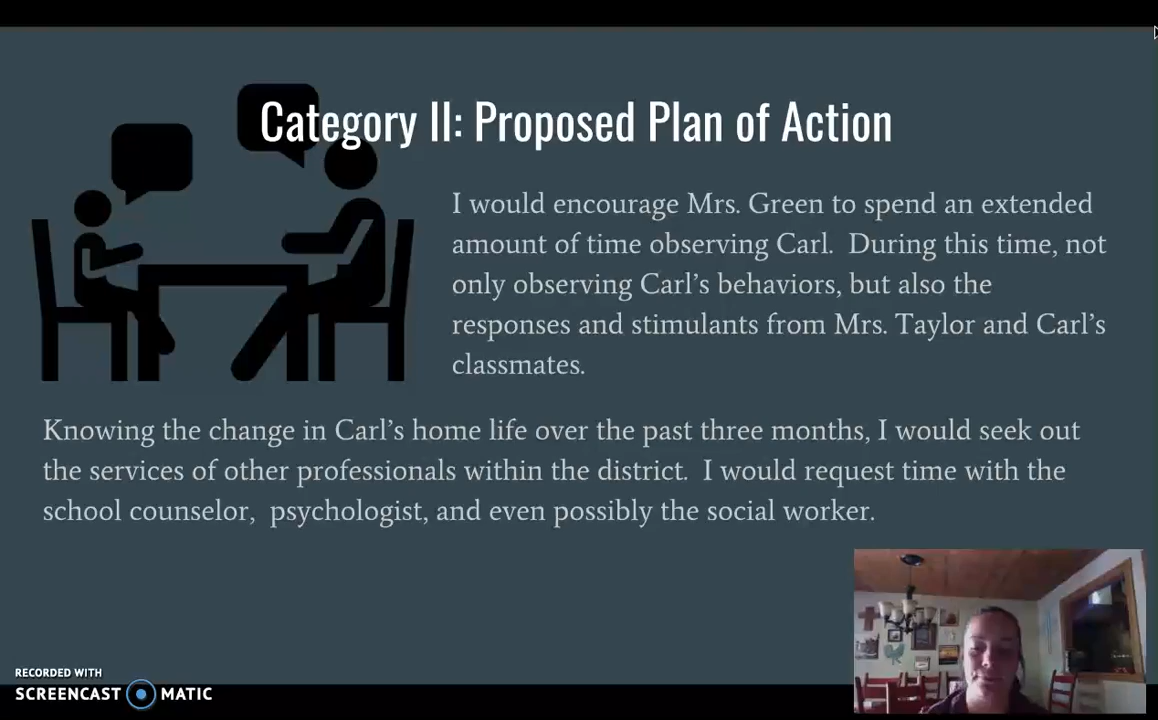 Category II: Proposed Plan of Action
I would encourage Mrs. Green to spend an extended
amount of time observing Carl.  During this time, not
only observing Carl's behaviors, but also the
responses and stimulants from Mrs. Taylor and Carl's
classmates.
Knowing the change in Carl's home life over the past three months, I would seek out
the services of other professionals within the district.  I would request time with the
school counselor,  psychologist, and even possibly the social worker.
RECORDED WITH
SCREENCAST MATIC